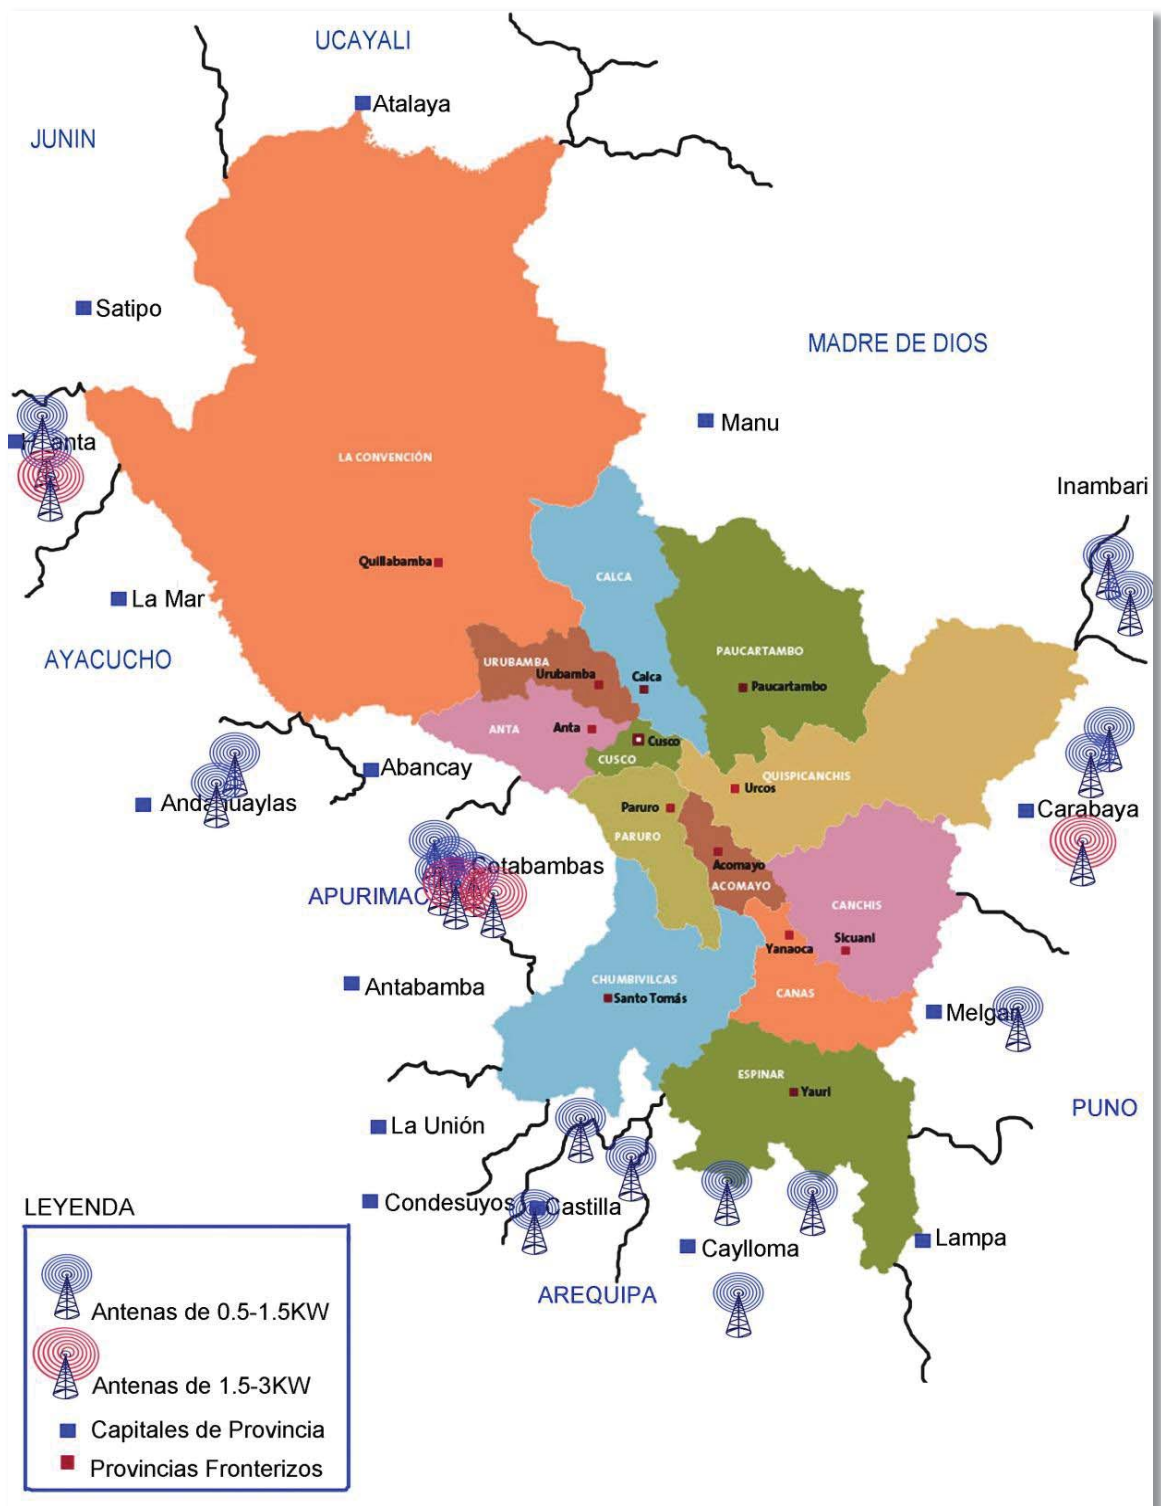 UCAYALI
Atalaya
JUNIN
Satipo
MADRE DE DIOS
Manu
Huanta
LA CONVENCIÓN
Inambari
Quillabamba
CALCA
La Mar
AYACUCHO
PAUCARTAMBO
URUBAMBA
Urubamba
Calca
Paucartambo
ANTA
Anta
Cusco
CUSCO
Abancay
QUISPICANCHIS
Urcos
Andahuaylas
Paruro
Carabaya
PARURO
Cotabambas
Acomayo
ACOMAYO
APURIMAC
CANCHIS
Yanaoca
Sicuani
CHUMBIVILCAS
Antabamba
Santo Tomás
CANAS
Melgar
ESPINAR
Yauri
PUNO
La Unión
Condesuyos
Castilla
LEYENDA
Caylloma
Lampa
AREQUIPA
Antenas de 0.5-1.5KW
Antenas de 1.5-3KW
Capitales de Provincia
Provincias Fronterizos